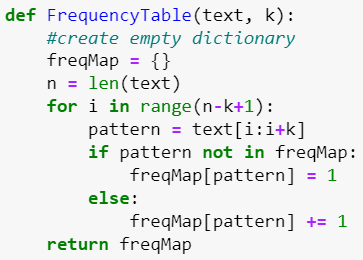 def FrequencyTable(text, k):
    #create empty dictionary
    freqMap = {}
    n = len(text)
    for i in range(n-k+1):
        pattern = text[i:i+k]
        if pattern not in freqMap:
            freqMap[pattern] = 1
        else:
            freqMap[pattern] += 1
    return freqMap